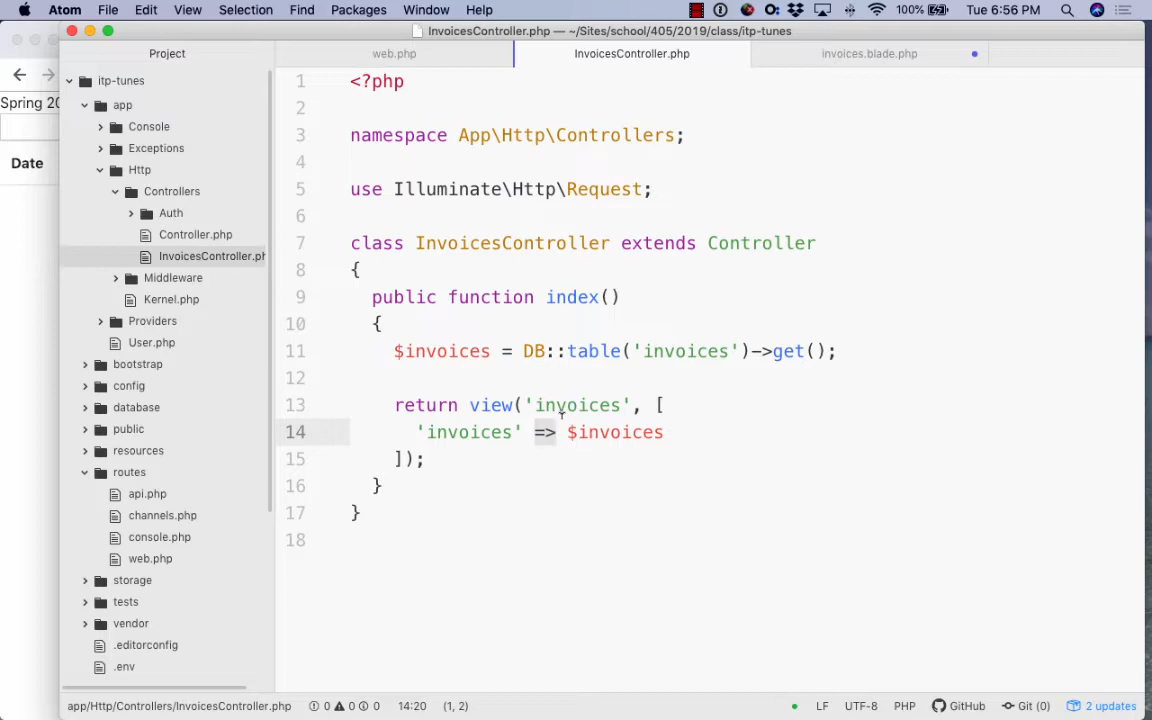 Atom File Edit View Selection Find Packages Window Help 100% Tue 6:56 PM
InvoicesController.php — ~/Sites/school/405/2019/class/itp-tunes
Project
web.php
InvoicesController.php
invoices.blade.php
Spring 20
Date
itp-tunes
app
Console
Exceptions
Http
Controllers
Auth
Controller.php
InvoicesController.ph
Middleware
Kernel.php
Providers
User.php
bootstrap
config
database
public
resources
routes
api.php
channels.php
console.php
web.php
storage
tests
vendor
.editorconfig
.env
1 <?php
2
3 namespace App\Http\Controllers;
4
5 use Illuminate\Http\Request;
6
7 class InvoicesController extends Controller
8 {
9 public function index()
10 {
11 $invoices = DB::table('invoices')->get();
12
13 return view('invoices', [
14 'invoices' => $invoices
15 ]);
16 }
17 }
18
app/Http/Controllers/InvoicesController.php 0 0 0 14:20 (1, 2) LF UTF-8 PHP GitHub Git (0) 2 updates